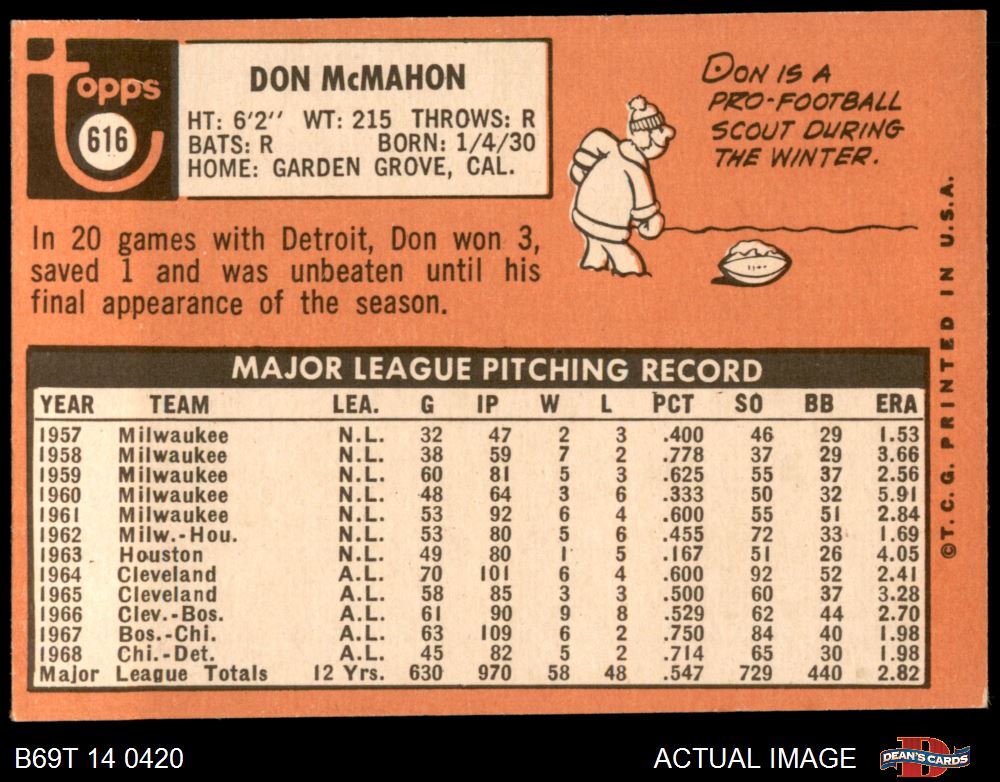 Topps
616
DON McMAHON
HT: 6'2" WT: 215 THROWS: R
BATS: R BORN: 1/4/30
HOME: GARDEN GROVE, CAL.
DON IS A
PRO-FOOTBALL
SCOUT DURING
THE WINTER.
In 20 games with Detroit, Don won 3,
saved 1 and was unbeaten until his
final appearance of the season.
MAJOR LEAGUE PITCHING RECORD
YEAR TEAM LEA. G IP W L PCT SO BB ERA
1957 Milwaukee N.L. 32 47 2 3 .400 46 29 1.53
1958 Milwaukee N.L. 38 59 7 2 .778 37 29 3.66
1959 Milwaukee N.L. 60 81 5 3 .625 55 37 2.56
1960 Milwaukee N.L. 48 64 3 6 .333 50 32 5.91
1961 Milwaukee N.L. 53 92 6 4 .600 55 51 2.84
1962 Milw.-Hou. N.L. 53 80 5 6 .455 72 33 1.69
1963 Houston N.L. 49 80 1 5 .167 51 26 4.05
1964 Cleveland A.L. 70 101 6 4 .600 92 52 2.41
1965 Cleveland A.L. 58 85 3 3 .500 60 37 3.28
1966 Clev.-Bos. A.L. 61 90 9 8 .529 62 44 2.70
1967 Bos.-Chi. A.L. 63 109 6 2 .750 84 40 1.98
1968 Chi.-Det. A.L. 45 82 5 2 .714 65 30 1.98
Major League Totals 12 Yrs. 630 970 58 48 .547 729 440 2.82
©T.C.G. PRINTED IN U.S.A.
B69T 14 0420
ACTUAL IMAGE
DEAN'S CARDS